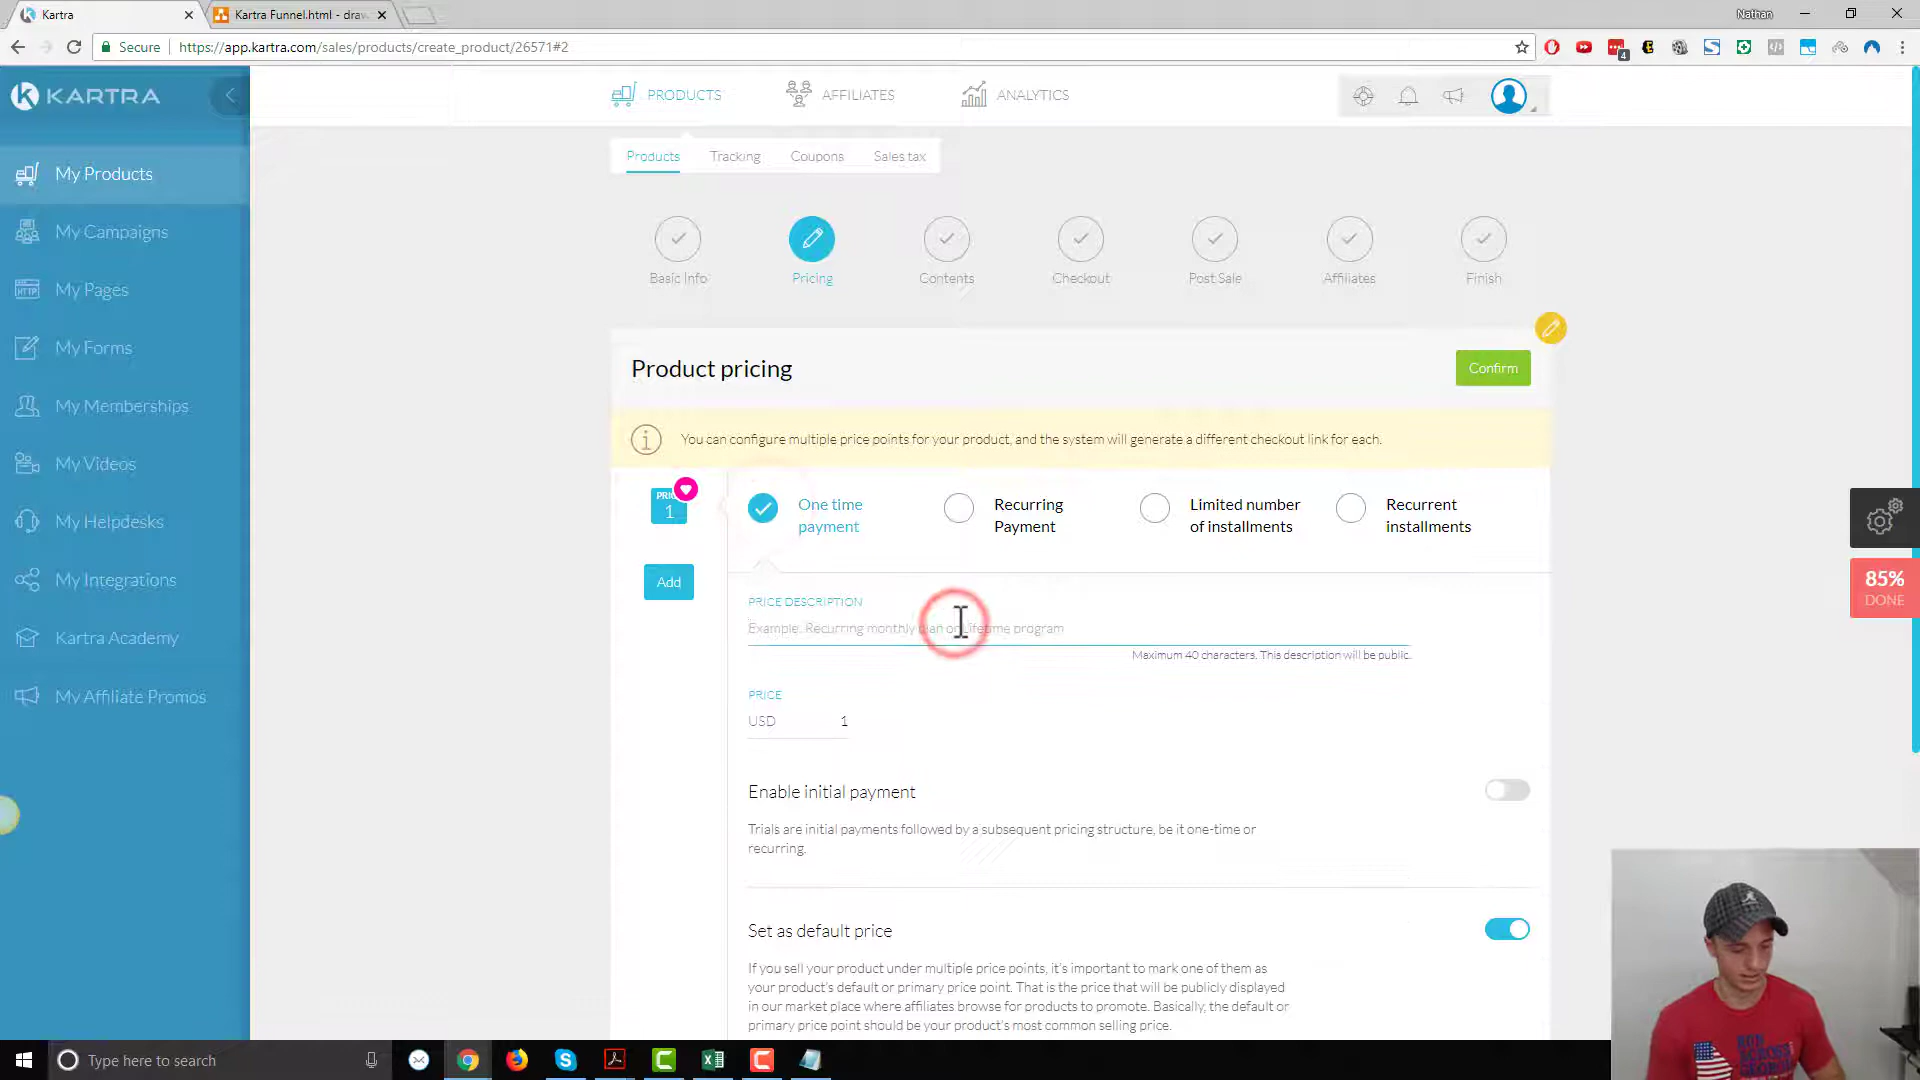 Kartra
Kartra Funnel.html - draw
Nathan
Secure
https://app.kartra.com/sales/products/create_product/26571#2
4
KARTRA
PRODUCTS
AFFILIATES
ANALYTICS
Products
Tracking
Coupons
Sales tax
My Products
My Campaigns
HTTP
My Pages
My Forms
My Memberships
My Videos
My Helpdesks
My Integrations
Kartra Academy
My Affiliate Promos
Basic Info
Pricing
Contents
Checkout
Post Sale
Affiliates
Finish
Product pricing
Confirm
You can configure multiple price points for your product, and the system will generate a different checkout link for each.
1
One time
payment
Recurring
Payment
Limited number
of installments
Recurrent
installments
Add
85%
DONE
PRICE DESCRIPTION
Example: Recurring monthly plan or Lifetime program
Maximum 40 characters. This description will be public.
PRICE
USD 1
Enable initial payment
Trials are initial payments followed by a subsequent pricing structure, be it one-time or
recurring.
Set as default price
If you sell your product under multiple price points, it's important to mark one of them as
your product's default or primary price point. That is the price that will be publicly displayed
in our market place where affiliates browse for products to promote. Basically, the default or
primary price point should be your product's most common selling price.
Type here to search